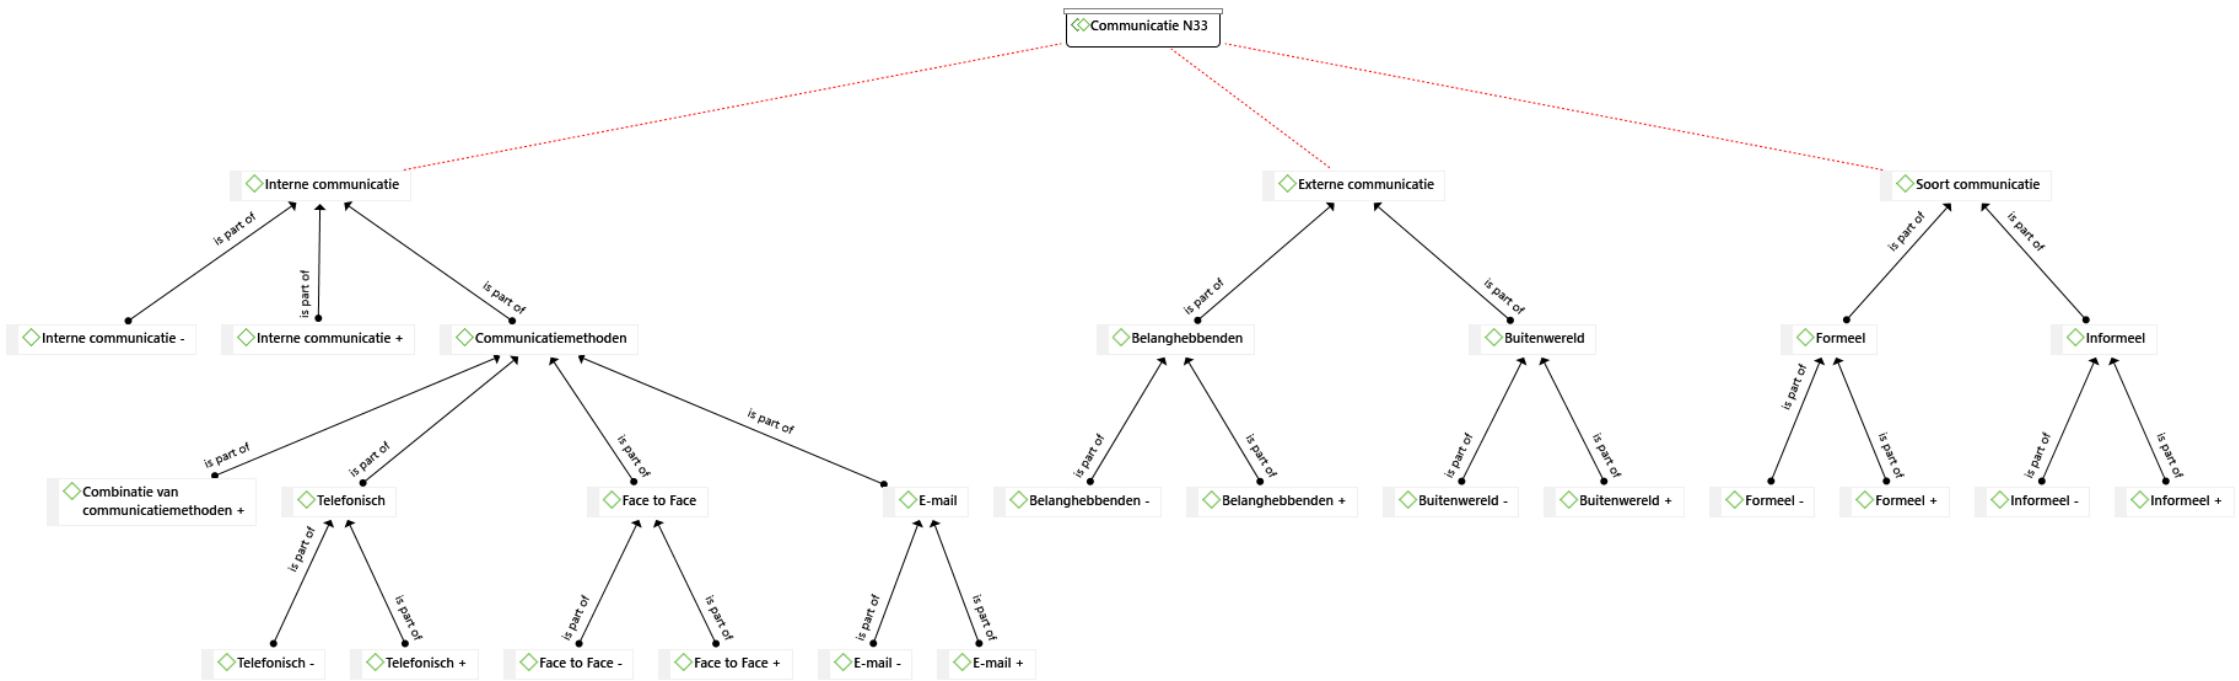 Communicatie N33
Interne communicatie
Externe communicatie
Soort communicatie
is part of
is part of
is part of
is part of
is part of
is part of
is part of
Interne communicatie -
Interne communicatie +
Communicatiemethoden
Belanghebbenden
Buitenwereld
Formeel
Informeel
is part of
is part of
is part of
is part of
is part of
is part of
is part of
is part of
is part of
is part of
is part of
is part of
Combinatie van
communicatiemethoden +
Telefonisch
Face to Face
E-mail
Belanghebbenden -
Belanghebbenden +
Buitenwereld -
Buitenwereld +
Formeel -
Formeel +
Informeel -
Informeel +
is part of
is part of
is part of
is part of
is part of
is part of
Telefonisch -
Telefonisch +
Face to Face -
Face to Face +
E-mail -
E-mail +